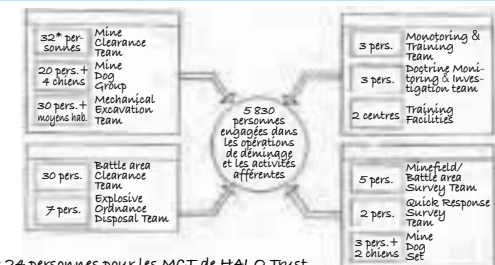 32* per-
sonnes
Mine
Clearance
Team
20 pers. +
4 chiens
Mine
Dog
Group
30 pers. +
moyens hab.
Mechanical
Excavation
Team
30 pers.
Battle area
Clearance
Team
7 pers.
Explosive
Ordnance
Disposal Team
5 830
personnes
engagées dans
les opérations
de déminage
et les activités
afférentes
3 pers.
Monotoring &
Training
Team
3 pers.
Doctrine Moni-
toring & Inves-
tigation team
2 centres
Training
Facilities
5 pers.
Minefield/
Battle area
Survey Team
2 pers.
Quick Response
Survey
Team
3 pers. +
2 chiens
Mine
Dog
Set
24 personnes pour les MCT de HALO Trust